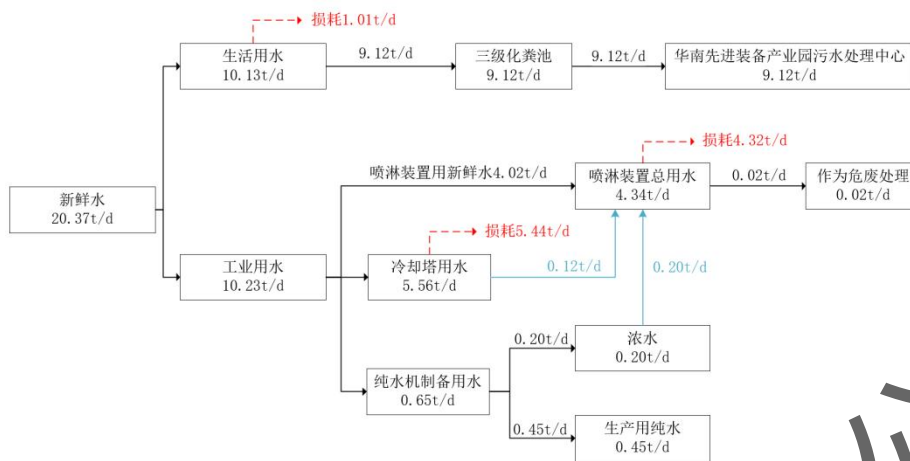 损耗1.01t/d
生活用水
10.13t/d
9.12t/d
三级化粪池
9.12t/d
9.12t/d
华南先进装备产业园污水处理中心
9.12t/d
新鲜水
20.37t/d
喷淋装置用新鲜水4.02t/d
损耗4.32t/d
喷淋装置总用水
4.34t/d
0.02t/d
作为危废处理
0.02t/d
工业用水
10.23t/d
损耗5.44t/d
冷却塔用水
5.56t/d
0.12t/d
0.20t/d
纯水机制备用水
0.65t/d
0.20t/d
浓水
0.20t/d
0.45t/d
生产用纯水
0.45t/d